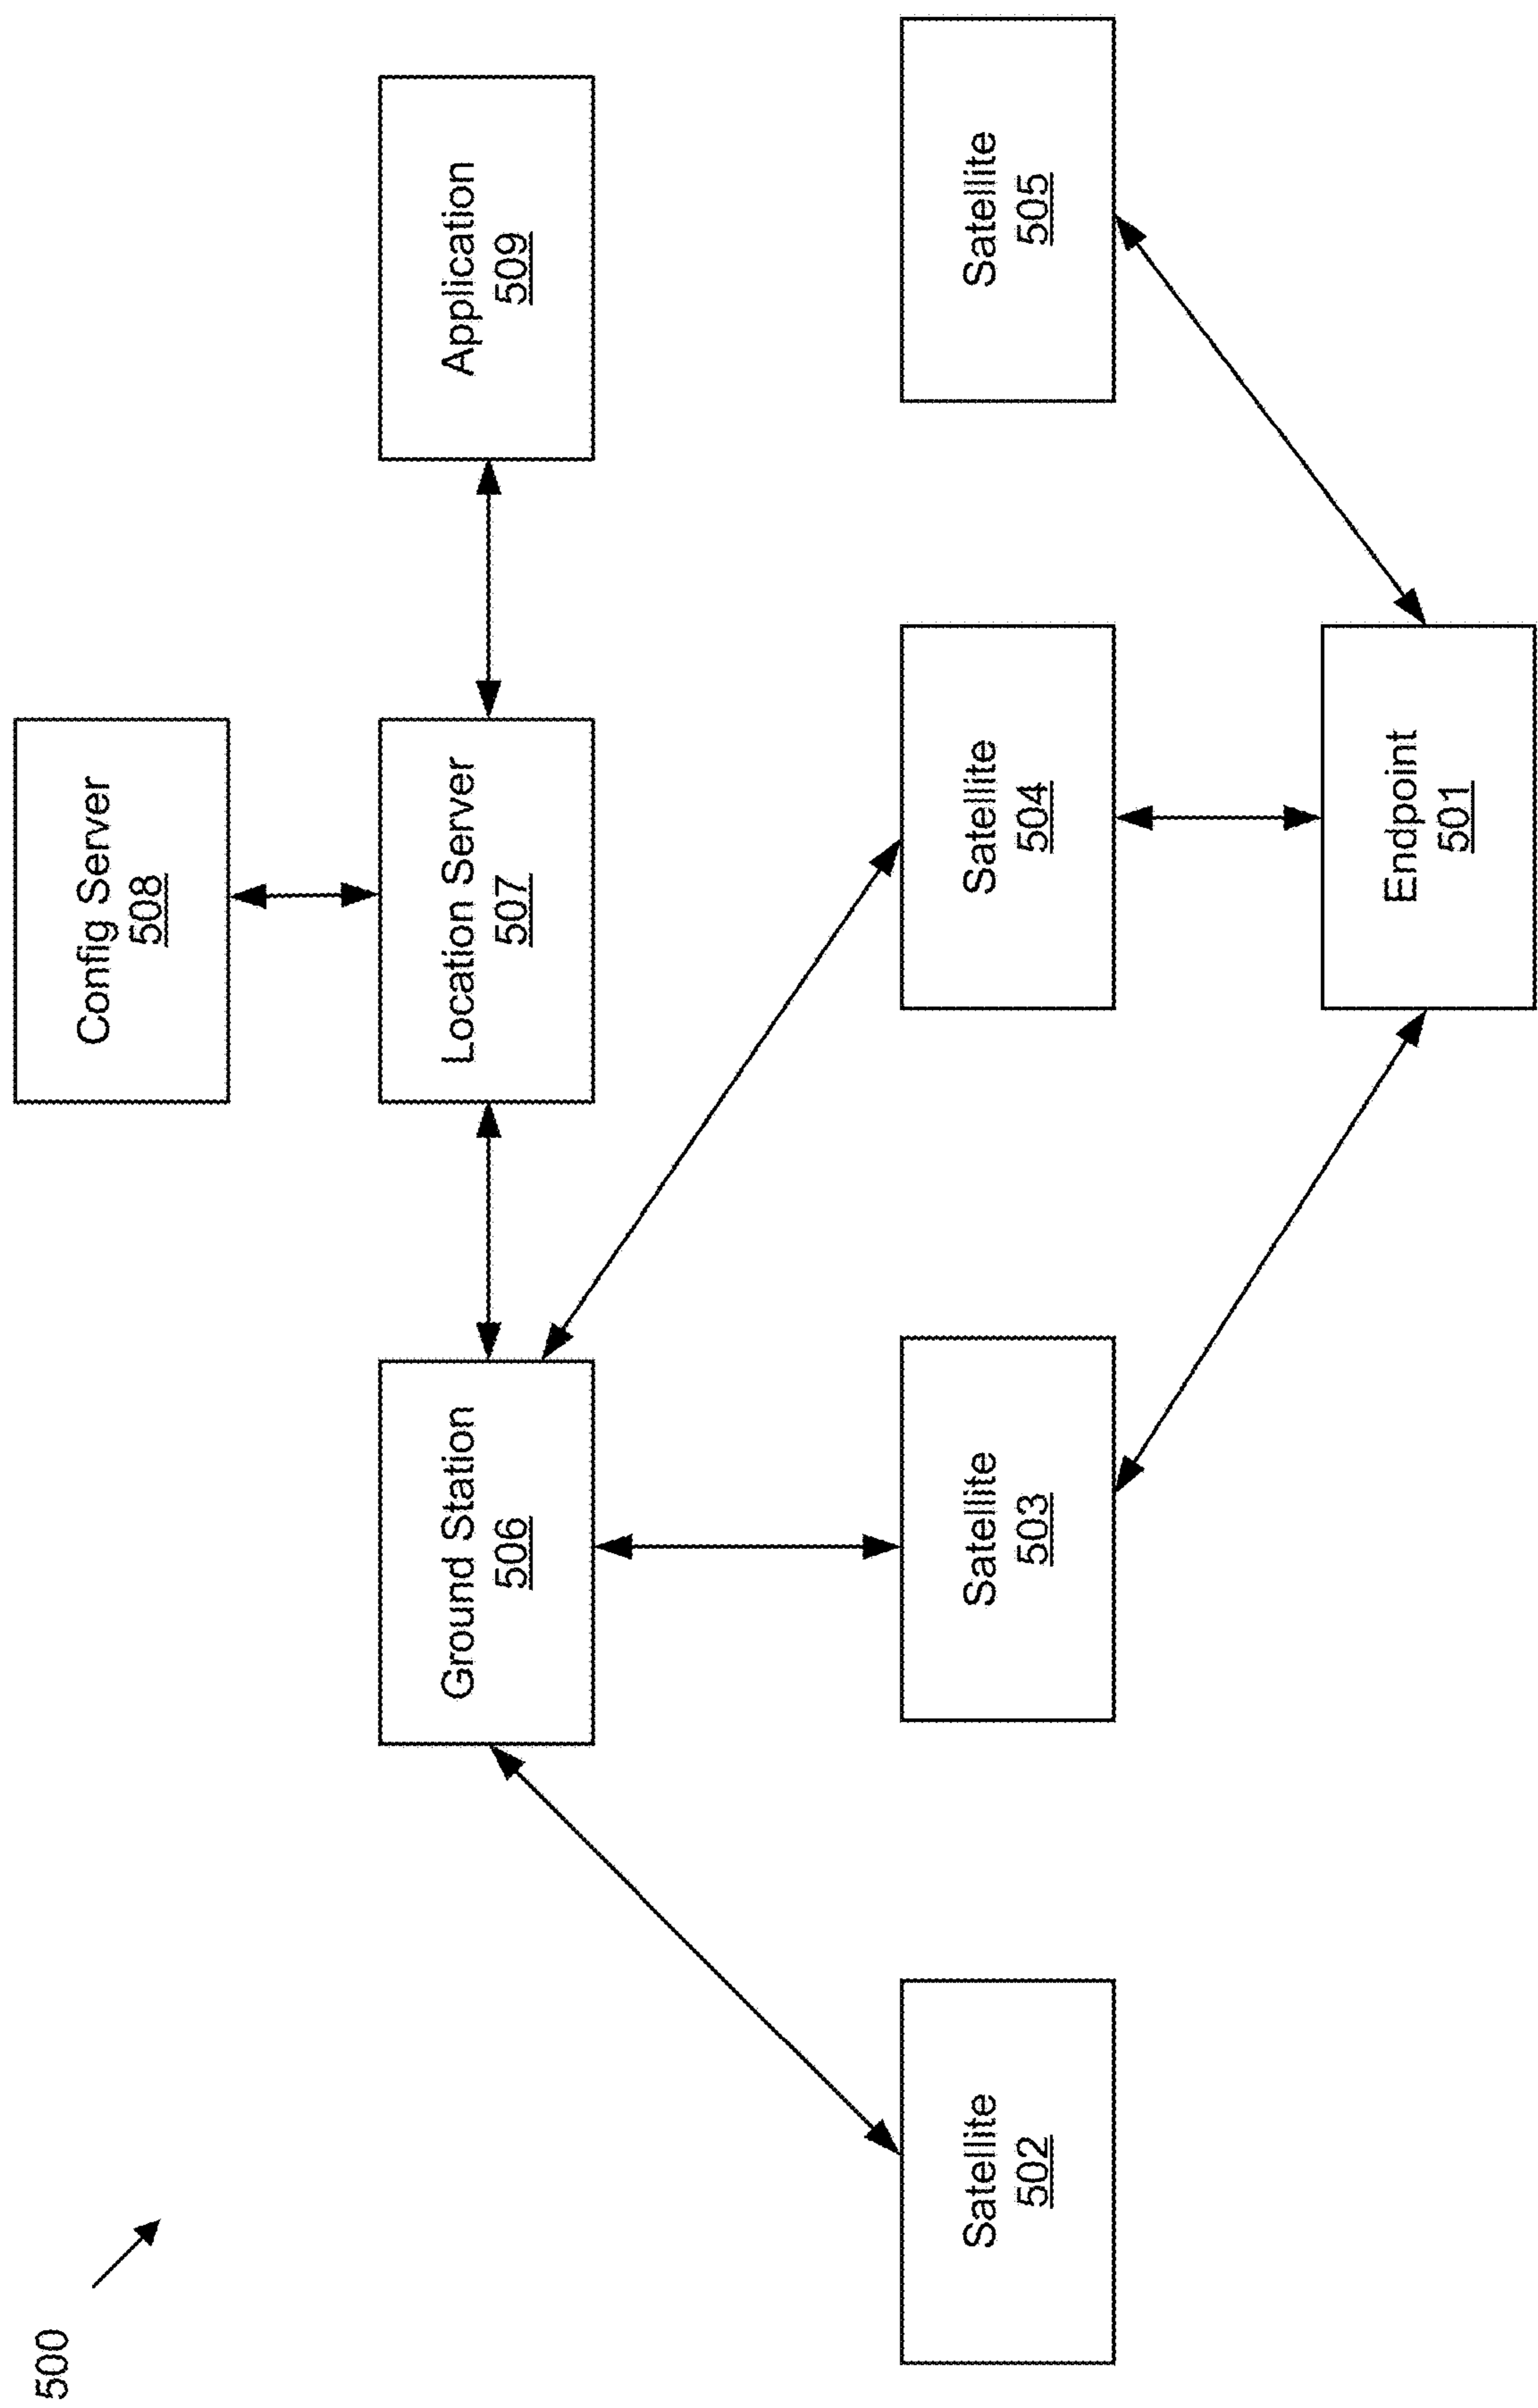 500
Config Server
508
Ground Station
506
Location Server
507
Application
509
Satellite
502
Satellite
503
Satellite
504
Satellite
505
Endpoint
501